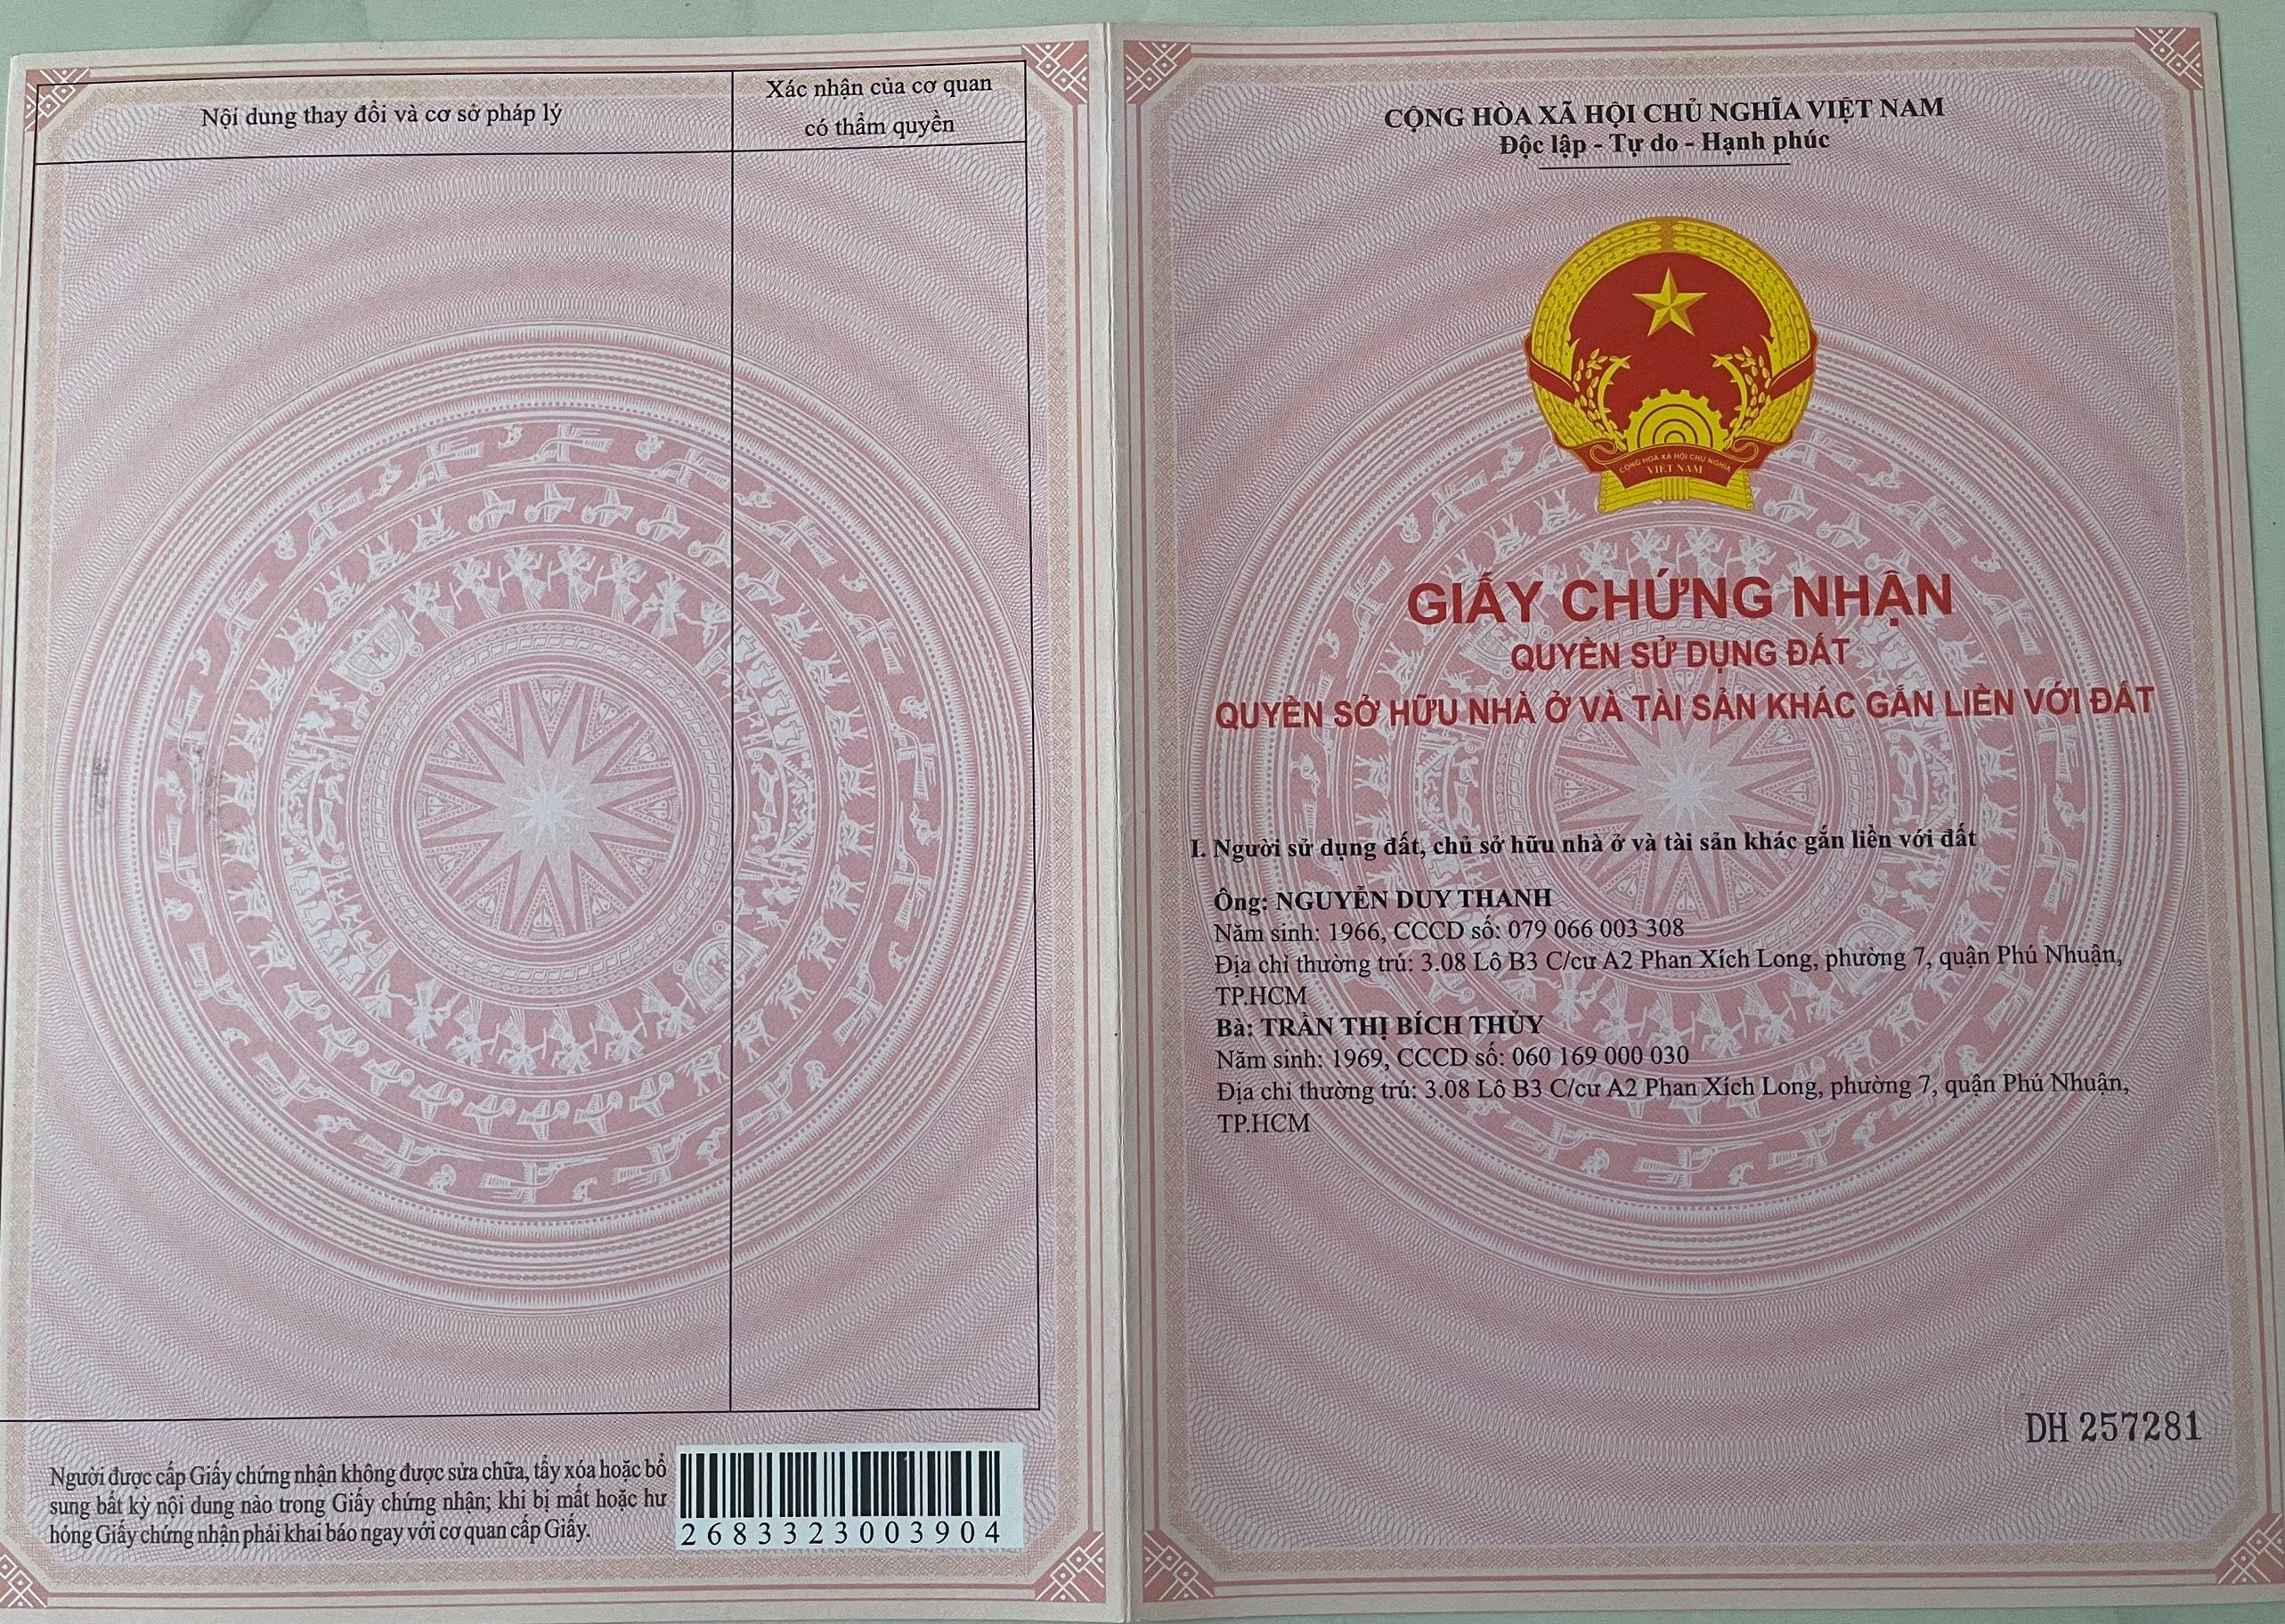 Nội dung thay đổi và cơ sở pháp lý
Xác nhận của cơ quan
có thẩm quyền
Người được cấp Giấy chứng nhận không được sửa chữa, tẩy xóa hoặc bổ
sung bất kỳ nội dung nào trong Giấy chứng nhận; khi bị mất hoặc hư
hỏng Giấy chứng nhận phải khai báo ngay với cơ quan cấp Giấy.
2683323003904
CỘNG HÒA XÃ HỘI CHỦ NGHĨA VIỆT NAM
Độc lập - Tự do - Hạnh phúc
CỘNG HOÀ XÃ HỘI CHỦ NGHĨA
VIỆT NAM
GIẤY CHỨNG NHẬN
QUYỀN SỬ DỤNG ĐẤT
QUYỀN SỞ HỮU NHÀ Ở VÀ TÀI SẢN KHÁC GẮN LIỀN VỚI ĐẤT
I. Người sử dụng đất, chủ sở hữu nhà ở và tài sản khác gắn liền với đất
Ông: NGUYỄN DUY THANH
Năm sinh: 1966, CCCD số: 079 066 003 308
Địa chỉ thường trú: 3.08 Lô B3 C/cư A2 Phan Xích Long, phường 7, quận Phú Nhuận,
TP.HCM
Bà: TRẦN THỊ BÍCH THỦY
Năm sinh: 1969, CCCD số: 060 169 000 030
Địa chỉ thường trú: 3.08 Lô B3 C/cư A2 Phan Xích Long, phường 7, quận Phú Nhuận,
TP.HCM
DH 257281